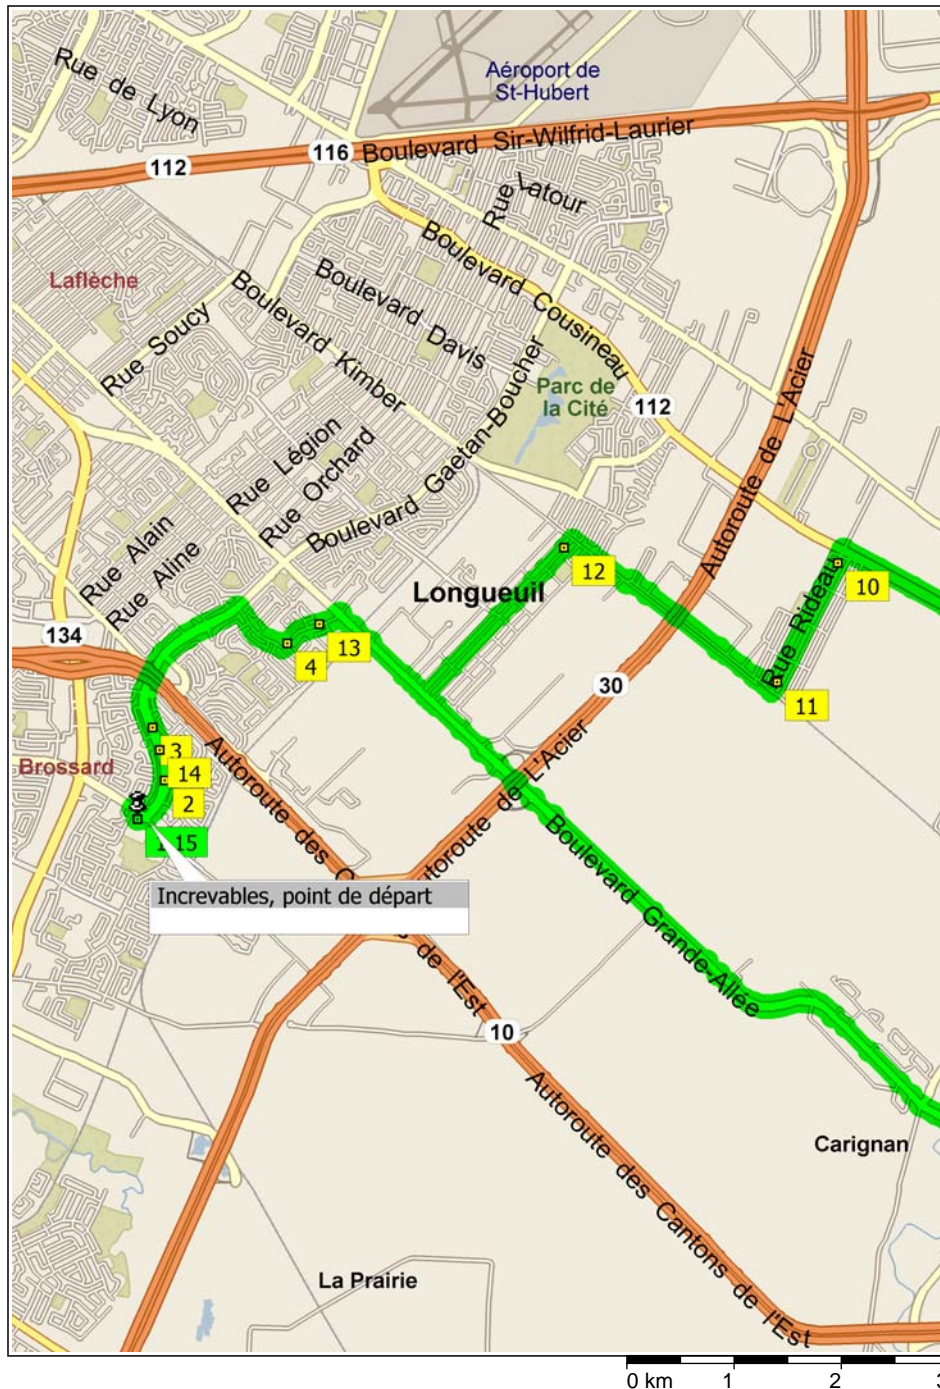 Rue de Lyon
Aéroport de
St-Hubert
116
Boulevard Sir-Wilfrid-Laurier
112
Rue Latour
Boulevard Cousineau
Laflèche
Boulevard Davis
Boulevard Kimber
Rue Soucy
Parc de
la Cité
112
Boulevard Gaetan-Boucher
Autoroute de L'Acier
Rue Légion
Rue Orchard
Rue Alain
Rue Aline
12
10
Longueuil
Rue Rideau
134
13
4
30
11
3
14
Brossard
2
Autoroute des
Autoroute de L'Acier
1
15
Boulevard Grande-Allée
Increvables, point de départ
de l'Est
10
Autoroute des Cantons de l'Est
Carignan
La Prairie
0 km
1
2
3